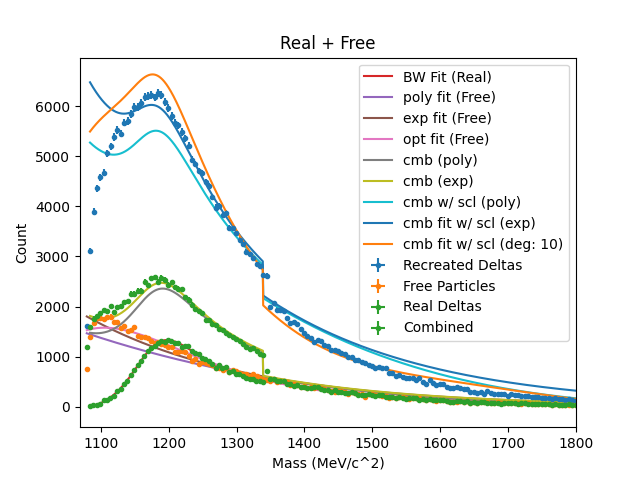 Real + Free
6000
5000
4000
3000
2000
1000
0
Count
1100
1200
1300
1400
1500
1600
1700
1800
Mass (MeV/c^2)
BW Fit (Real)
poly fit (Free)
exp fit (Free)
opt fit (Free)
cmb (poly)
cmb (exp)
cmb w/ scl (poly)
cmb fit w/ scl (exp)
cmb fit w/ scl (deg: 10)
Recreated Deltas
Free Particles
Real Deltas
Combined